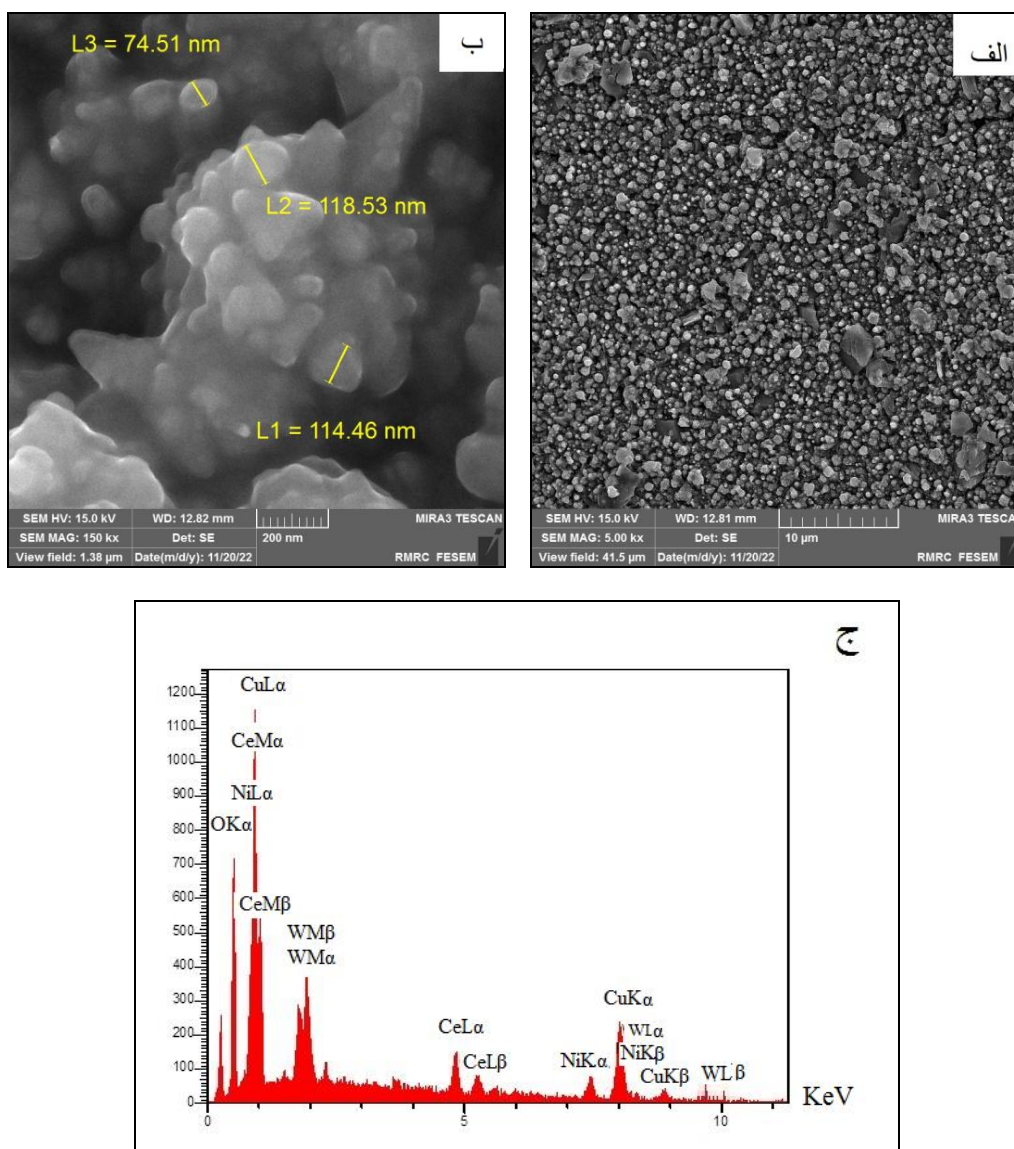 الف
SEM HV: 15.0 kV WD: 12.81 mm MIRA3 TESCA
SEM MAG: 5.00 kx Det: SE 10 µm
View field: 41.5 µm Date(m/d/y): 11/20/22 RMRC FESEM
ب
L3 = 74.51 nm
L2 = 118.53 nm
L1 = 114.46 nm
SEM HV: 15.0 kV WD: 12.82 mm MIRA3 TESCAN
SEM MAG: 150 kx Det: SE 200 nm
View field: 1.38 µm Date(m/d/y): 11/20/22 RMRC FESEM
ج
CuLα
1200
1100
CeMα
1000
900
NiLα
OKα
800
700
600
CeMβ
500
WMβ
400
WMα
300
CuKα
CeLα
WLα
200
NiKα
NiKβ
CeLβ
CuKβ
WLβ
100
0
KeV
0 5 10